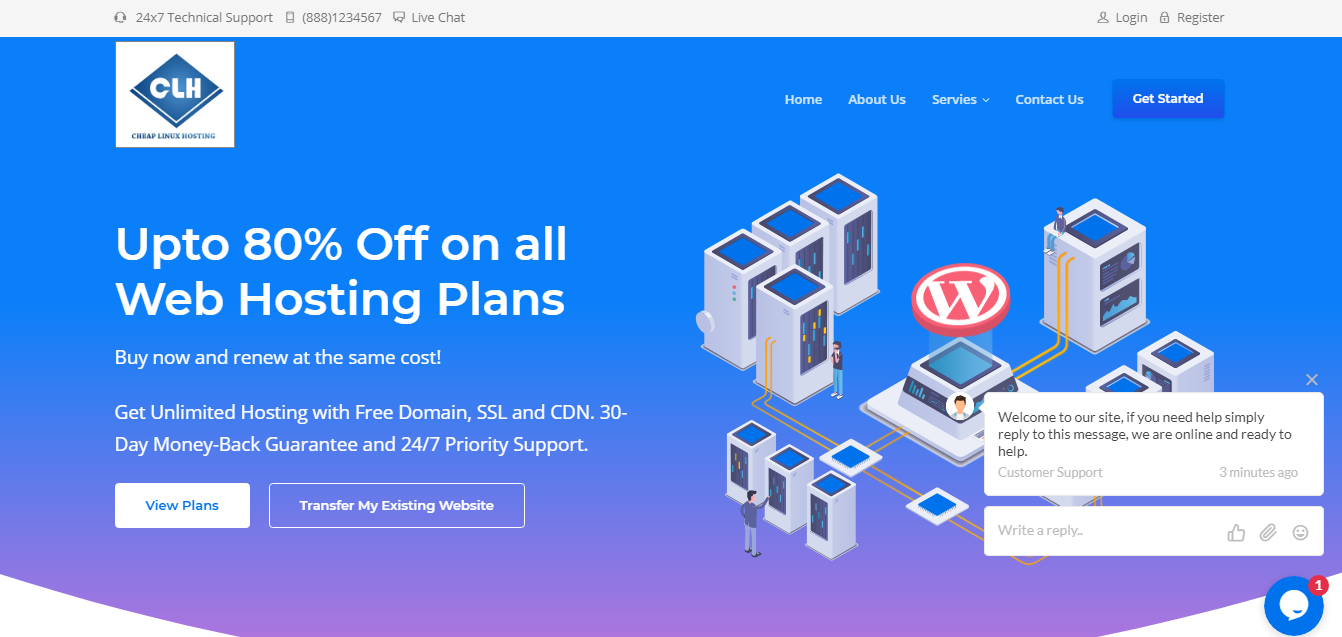 24x7 Technical Support (888)1234567 Live Chat Login Register
CLH
CHEAP LINUX HOSTING
Home About Us Servies Contact Us Get Started
Upto 80% Off on all
Web Hosting Plans
Buy now and renew at the same cost!
Get Unlimited Hosting with Free Domain, SSL and CDN. 30-
Day Money-Back Guarantee and 24/7 Priority Support.
View Plans Transfer My Existing Website
W
Welcome to our site, if you need help simply
reply to this message, we are online and ready to
help.
Customer Support 3 minutes ago
Write a reply..
1